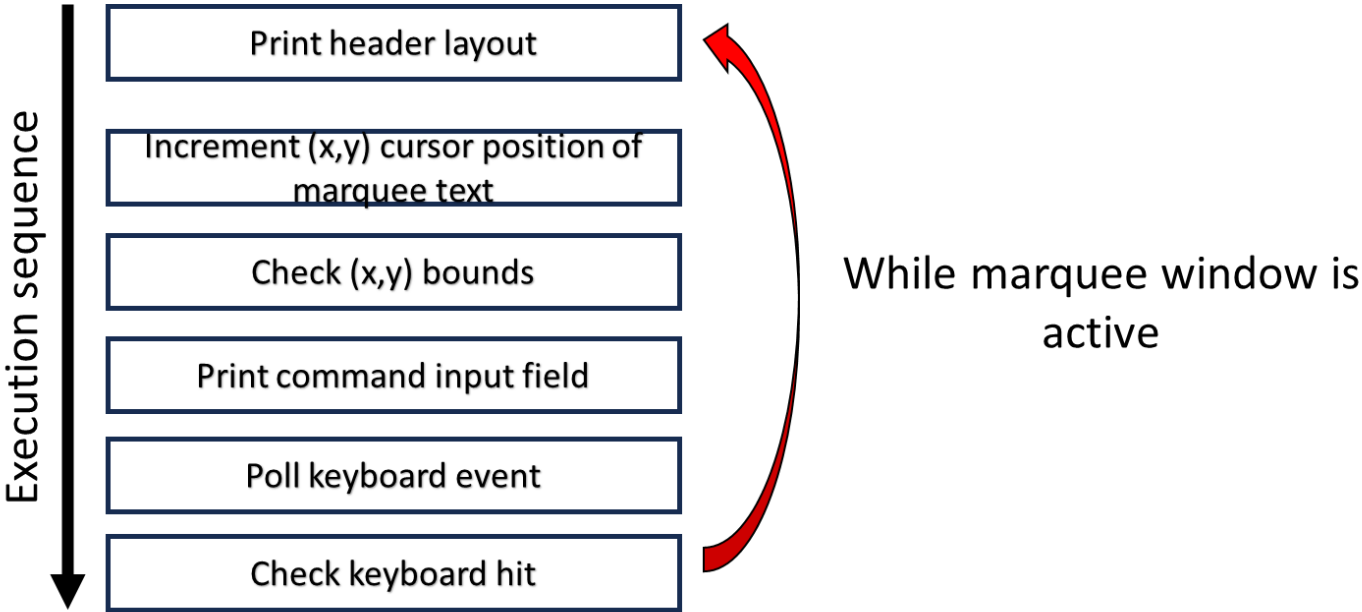 Execution sequence
Print header layout
Increment (x,y) cursor position of
marquee text
Check (x,y) bounds
Print command input field
Poll keyboard event
Check keyboard hit
While marquee window is
active